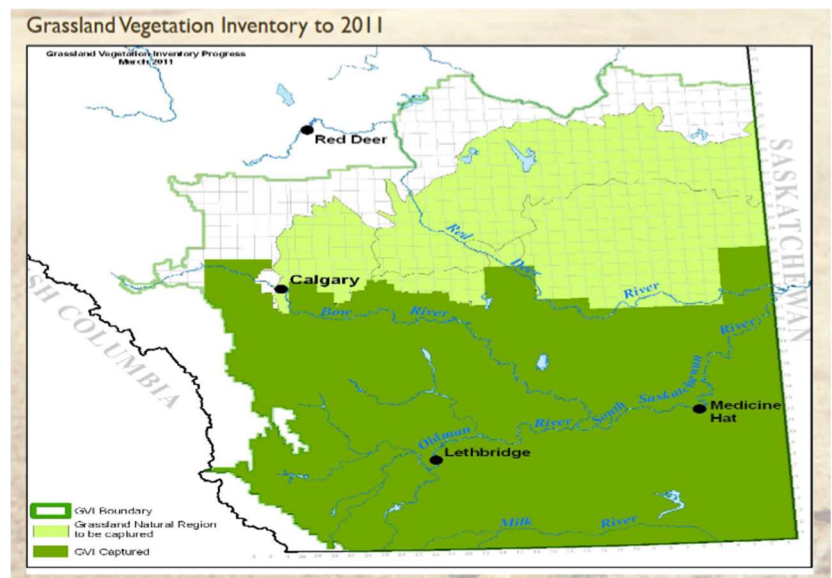 Grassland Vegetation Inventory to 2011
Grassland Vegetation Inventory Progress
March 2011
Red Deer
SASKATCHEWAN
Red
Deer
River
Calgary
Bow
River
River
SH COLUMBIA
Saskatchewan
South
River
Oldman
Medicine
Hat
Lethbridge
Milk
River
GVI Boundary
Grassland Natural Region
to be captured
GVI Captured